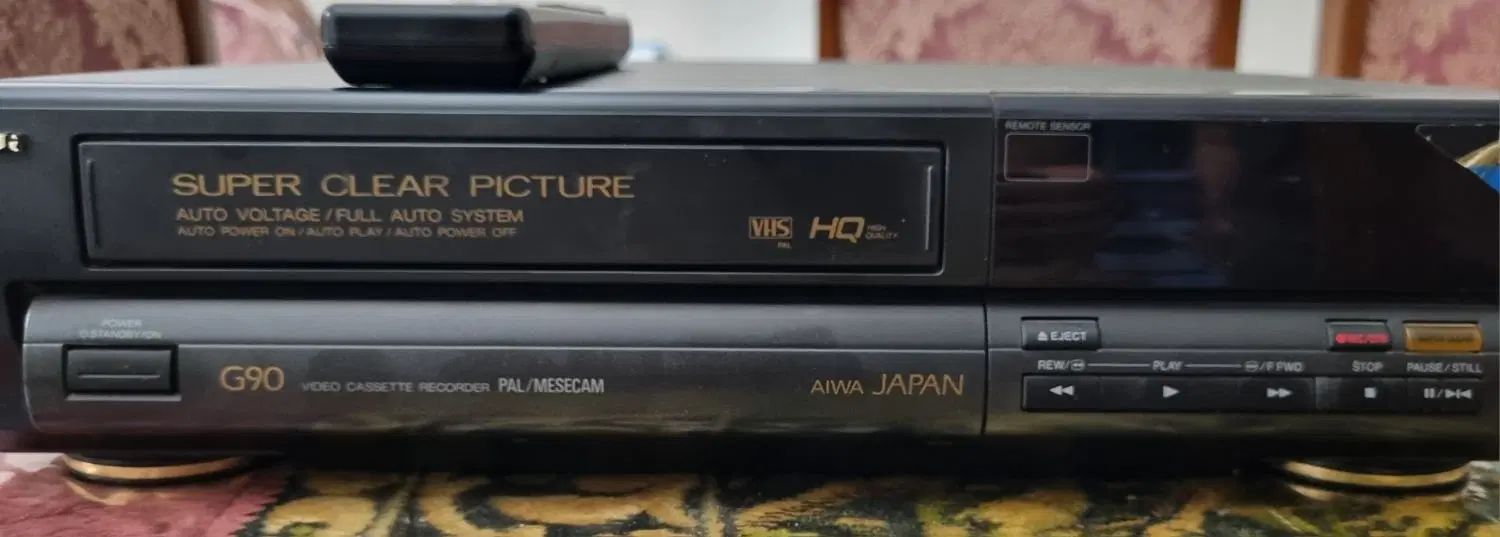 REMOTE SENSOR
SUPER CLEAR PICTURE
AUTO VOLTAGE/FULL AUTO SYSTEM
AUTO POWER ON/AUTO PLAY/AUTO POWER OFF
VHS
PAL
HQ HIGH QUALITY
POWER
STANDBY/ON
G90 VIDEO CASSETTE RECORDER PAL/MESECAM
AIWA JAPAN
EJECT
REW/ PLAY /F FWD STOP PAUSE/STILL